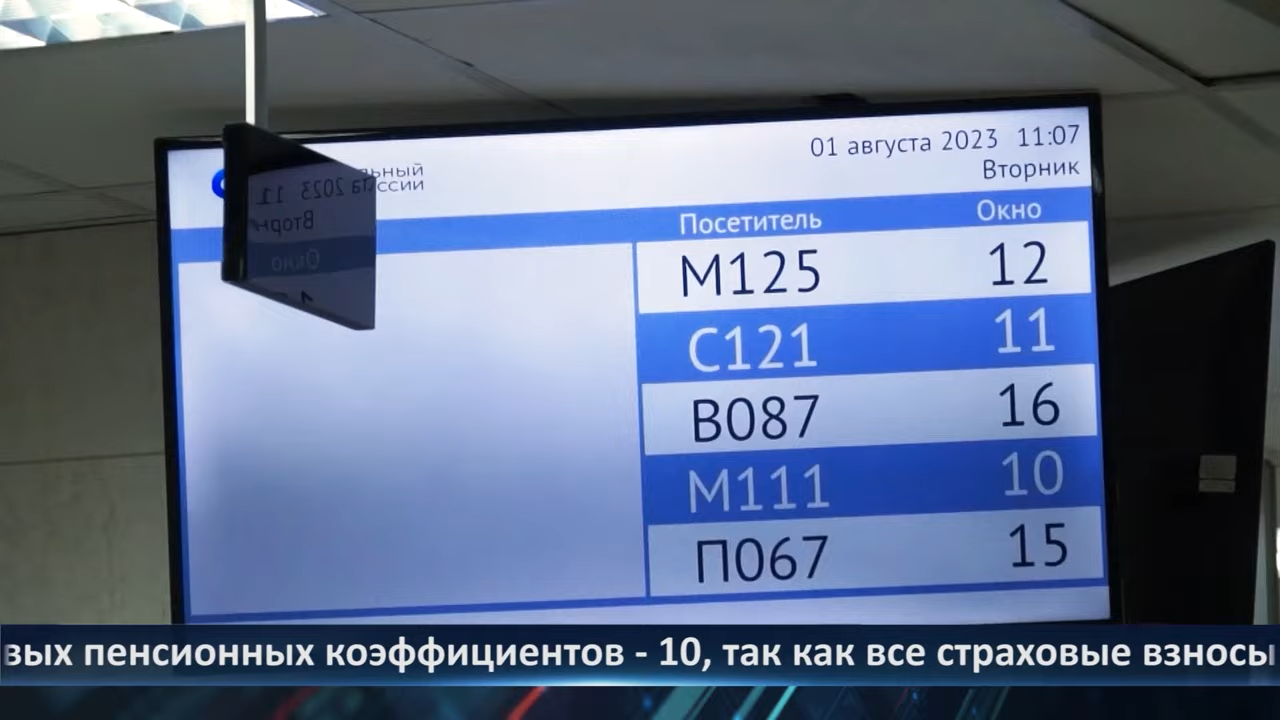 01 августа 2023 11:07
Вторник
Посетитель Окно
М125 12
С121 11
В087 16
М111 10
П067 15
пенсионных коэффициентов - 10, так как все страховые взносы